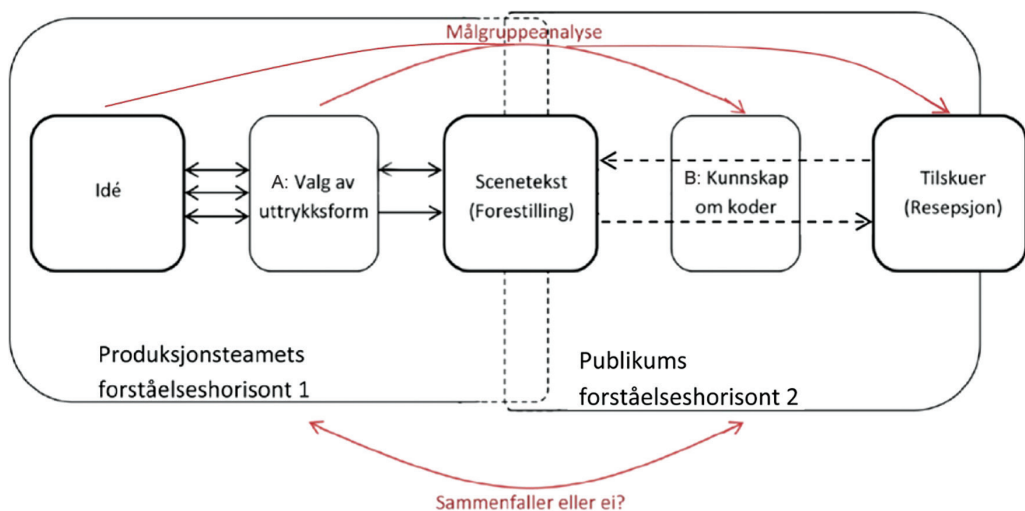 Målgruppeanalyse
Idé
A: Valg av
uttrykksform
Scenetekst
(Forestilling)
B: Kunnskap
om koder
Tilskuer
(Resepsjon)
Produksjonsteamets
forståelseshorisont 1
Publikums
forståelseshorisont 2
Sammenfaller eller ei?